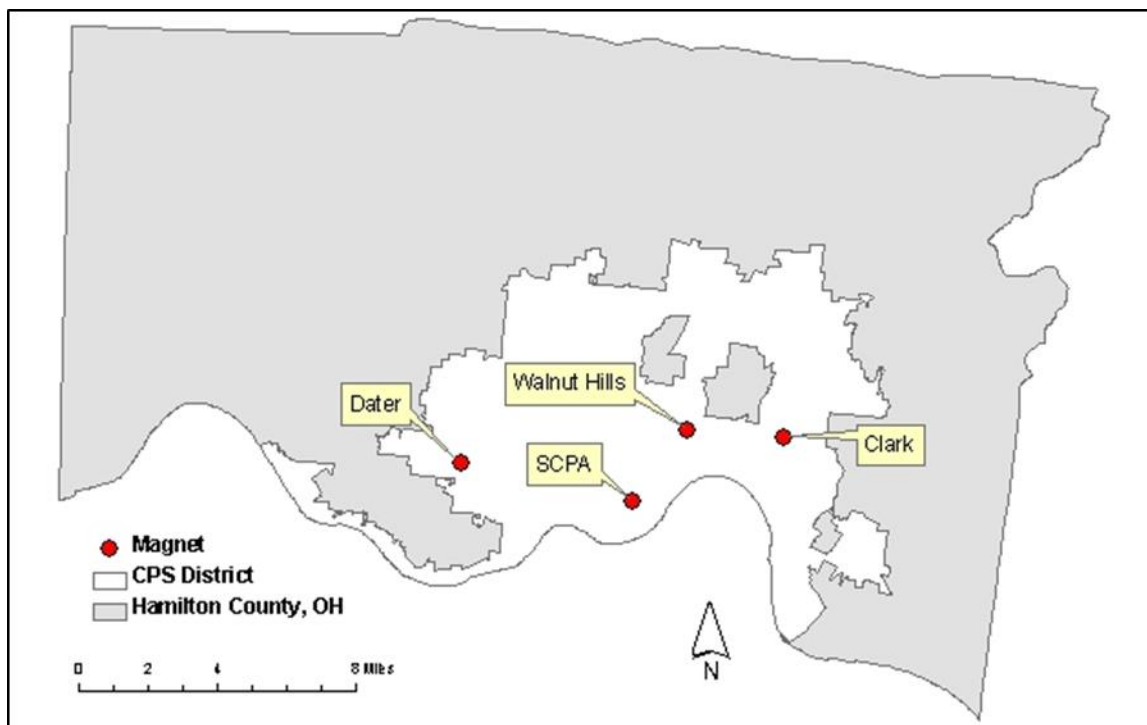 Walnut Hills
Dater
SCPA
Clark
Magnet
CPS District
Hamilton County, OH
0 2 4 8 Miles
N